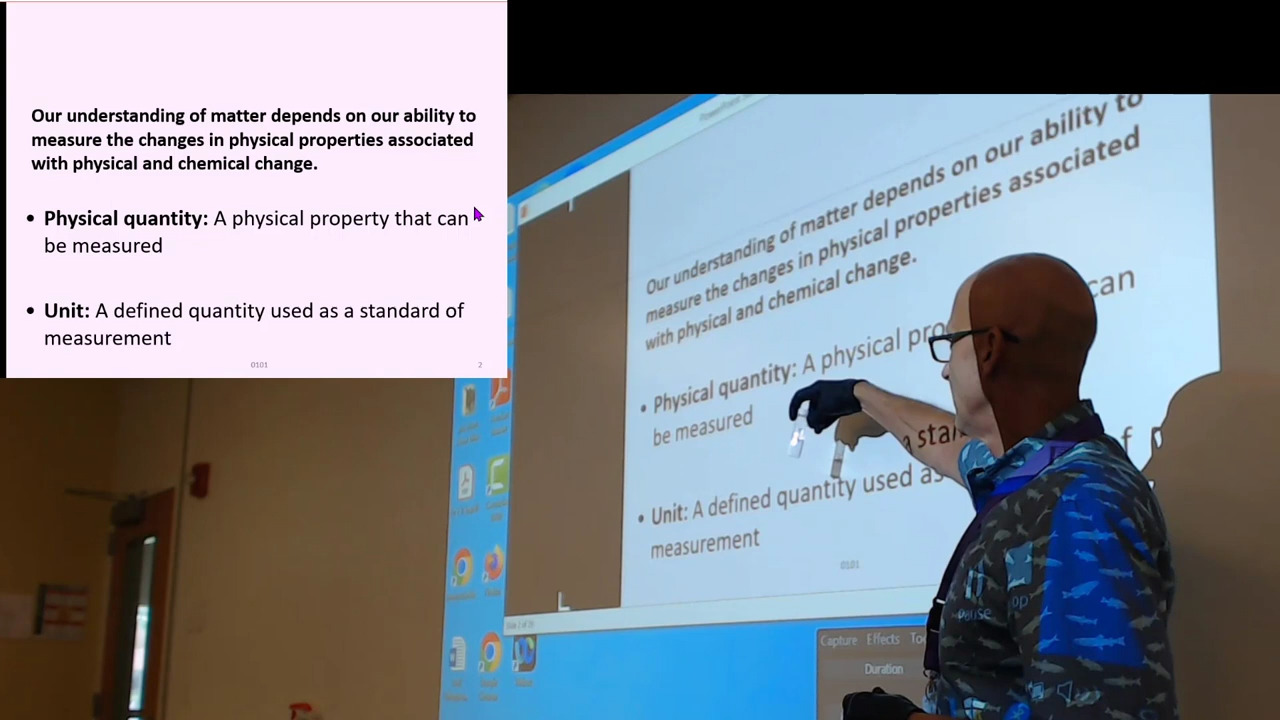 Our understanding of matter depends on our ability to
measure the changes in physical properties associated
with physical and chemical change.
• Physical quantity: A physical property that can
be measured
• Unit: A defined quantity used as a standard of
measurement
0101
2
Our understanding of matter depends on our ability to
measure the changes in physical properties associated
with physical and chemical change.
• Physical quantity: A physical pro can
be measured
• Unit: A defined quantity used as a stan of
measurement
0101
Capture Effects
Duration